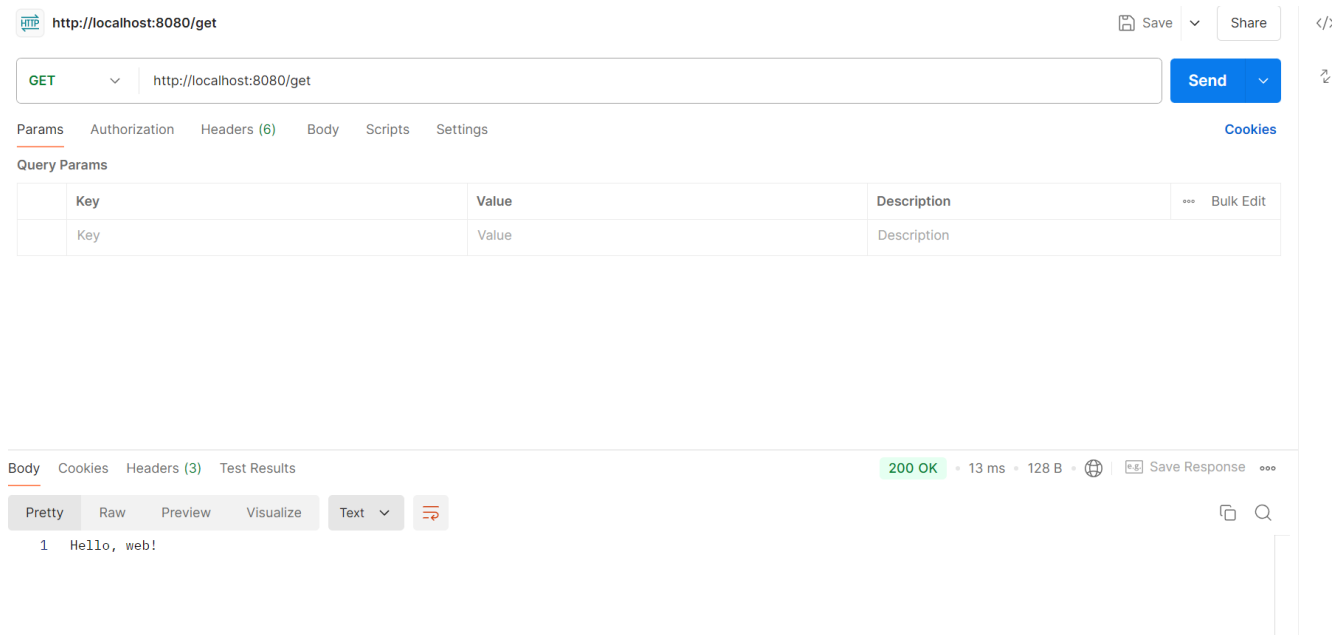 HTTP http://localhost:8080/get Save Share
GET http://localhost:8080/get Send
Params Authorization Headers (6) Body Scripts Settings Cookies
Query Params
Key Value Description Bulk Edit
Key Value Description
Body Cookies Headers (3) Test Results 200 OK 13 ms 128 B e.g. Save Response
Pretty Raw Preview Visualize Text
1 Hello, web!